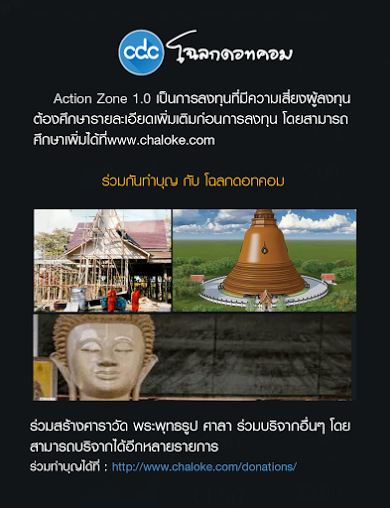 cdc โฉลกดอทคอม
Action Zone 1.0 เป็นการลงทุนที่มีความเสี่ยงผู้ลงทุน
ต้องศึกษารายละเอียดเพิ่มเติมก่อนการลงทุน โดยสามารถ
ศึกษาเพิ่มได้ที่www.chaloke.com
ร่วมกันทำบุญ กับ โฉลกดอทคอม
ร่วมสร้างศาราวัด พระพุทธรูป ศาลา ร่วมบริจาคอื่นๆ โดย
สามารถบริจาคได้อีกหลายรายการ
ร่วมทำบุญได้ที่ : http://www.chaloke.com/donations/